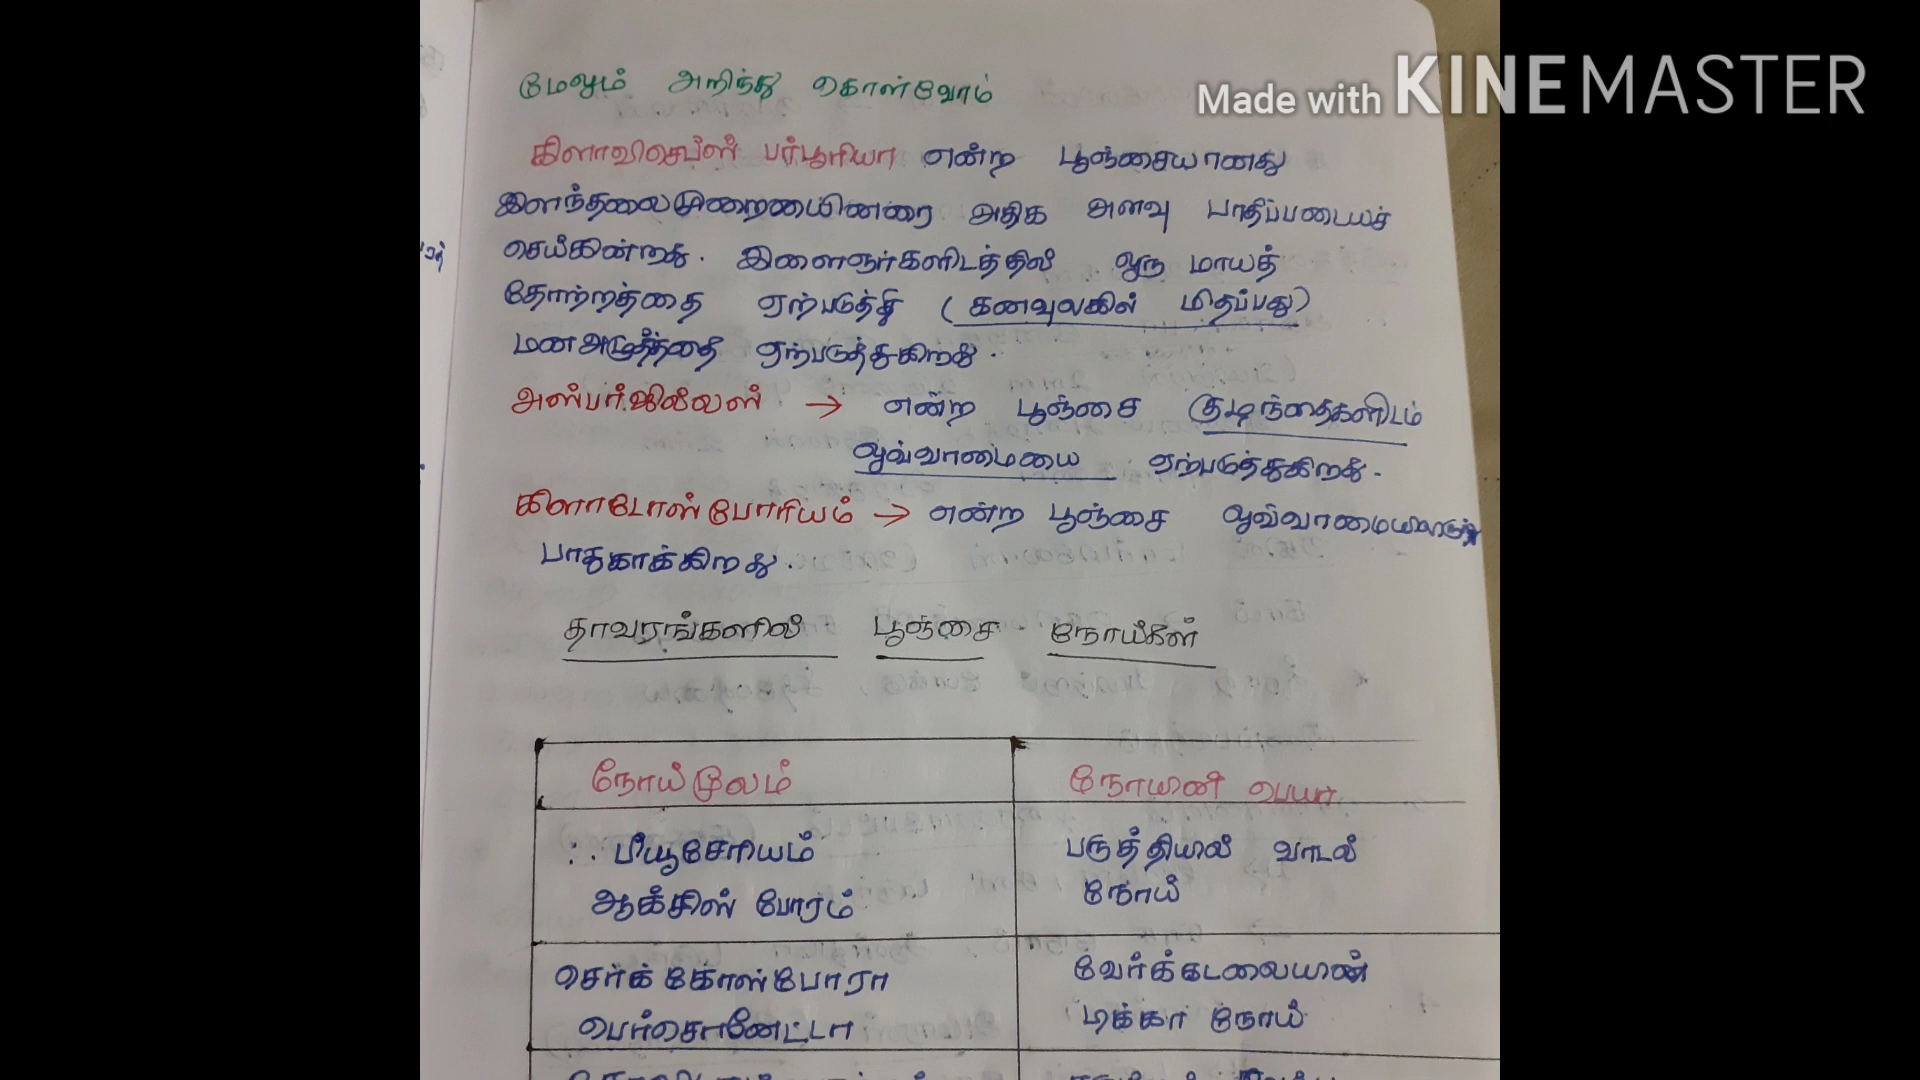 மேலும் அறிந்து கொள்வோம்
Made with KINEMASTER
கிளாவிசெப்ஸ் பர்பூரியா என்ற பூஞ்சையானது
இளந்தலைமுறையினரை அதிக அளவு பாதிப்படையச்
செய்கின்றது. இளைஞர்களிடத்தில் ஒரு மாயத்
தோற்றத்தை ஏற்படுத்தி (கனவுலகில் மிதப்பது)
மனஅழுத்தத்தை ஏற்படுத்துகிறது.
அஸ்பர்ஜில்லஸ் → என்ற பூஞ்சை குழந்தைகளிடம்
ஒவ்வாமையை ஏற்படுத்துகிறது.
கிளாடோஸ்போரியம் → என்ற பூஞ்சை
பாதுகாக்கிறது.
தாவரங்களில் பூஞ்சை நோய்கள்
நோய்மூலம் நோயின் பெயர்
ஃபியூசேரியம் பருத்தியில் வாடல்
ஆக்சிஸ்போரம் நோய்
செர்க்கோஸ்போரா வேர்க்கடலையின்
பெர்சொனேட்டா டிக்கா நோய்